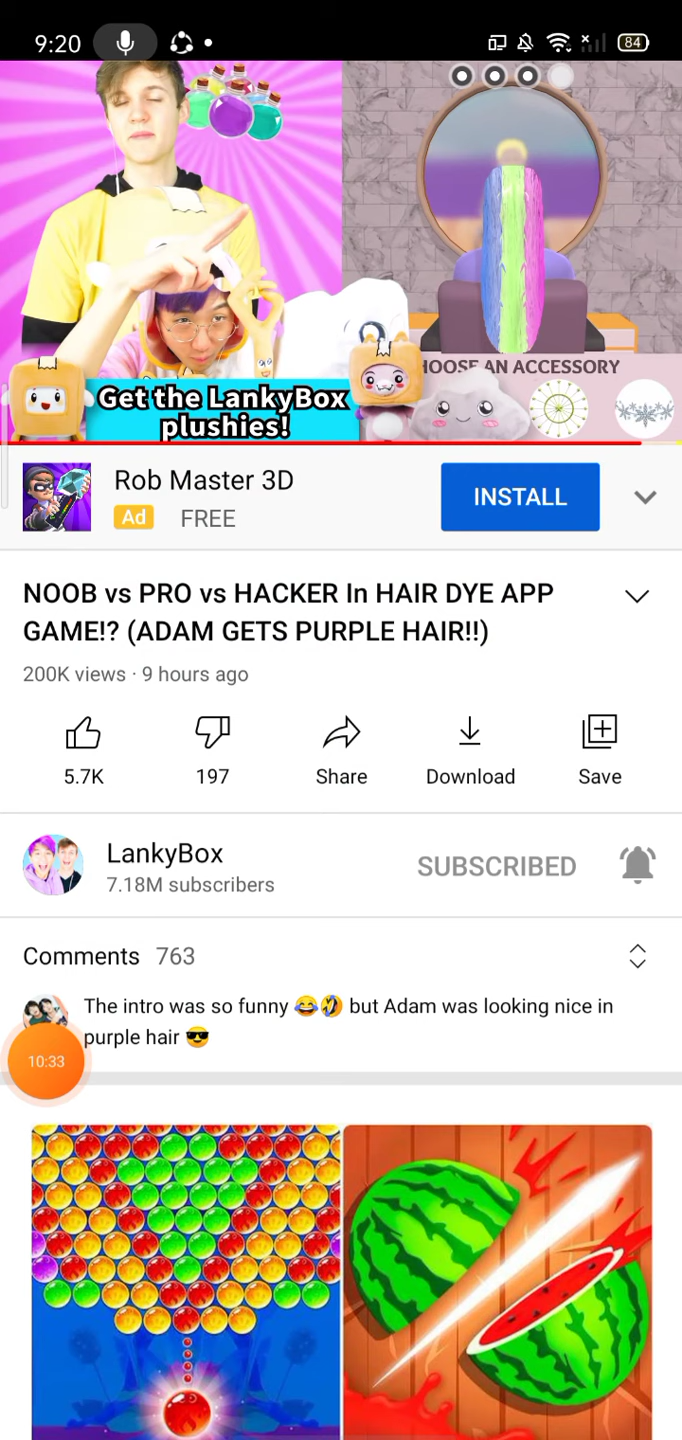 9:20
84
Get the LankyBox
plushies!
HOOSE AN ACCESSORY
Rob Master 3D
Ad FREE
INSTALL
NOOB vs PRO vs HACKER In HAIR DYE APP
GAME!? (ADAM GETS PURPLE HAIR!!)
200K views · 9 hours ago
5.7K
197
Share
Download
Save
LankyBox
7.18M subscribers
SUBSCRIBED
Comments 763
The intro was so funny 😂🤣 but Adam was looking nice in
purple hair 😎
10:33